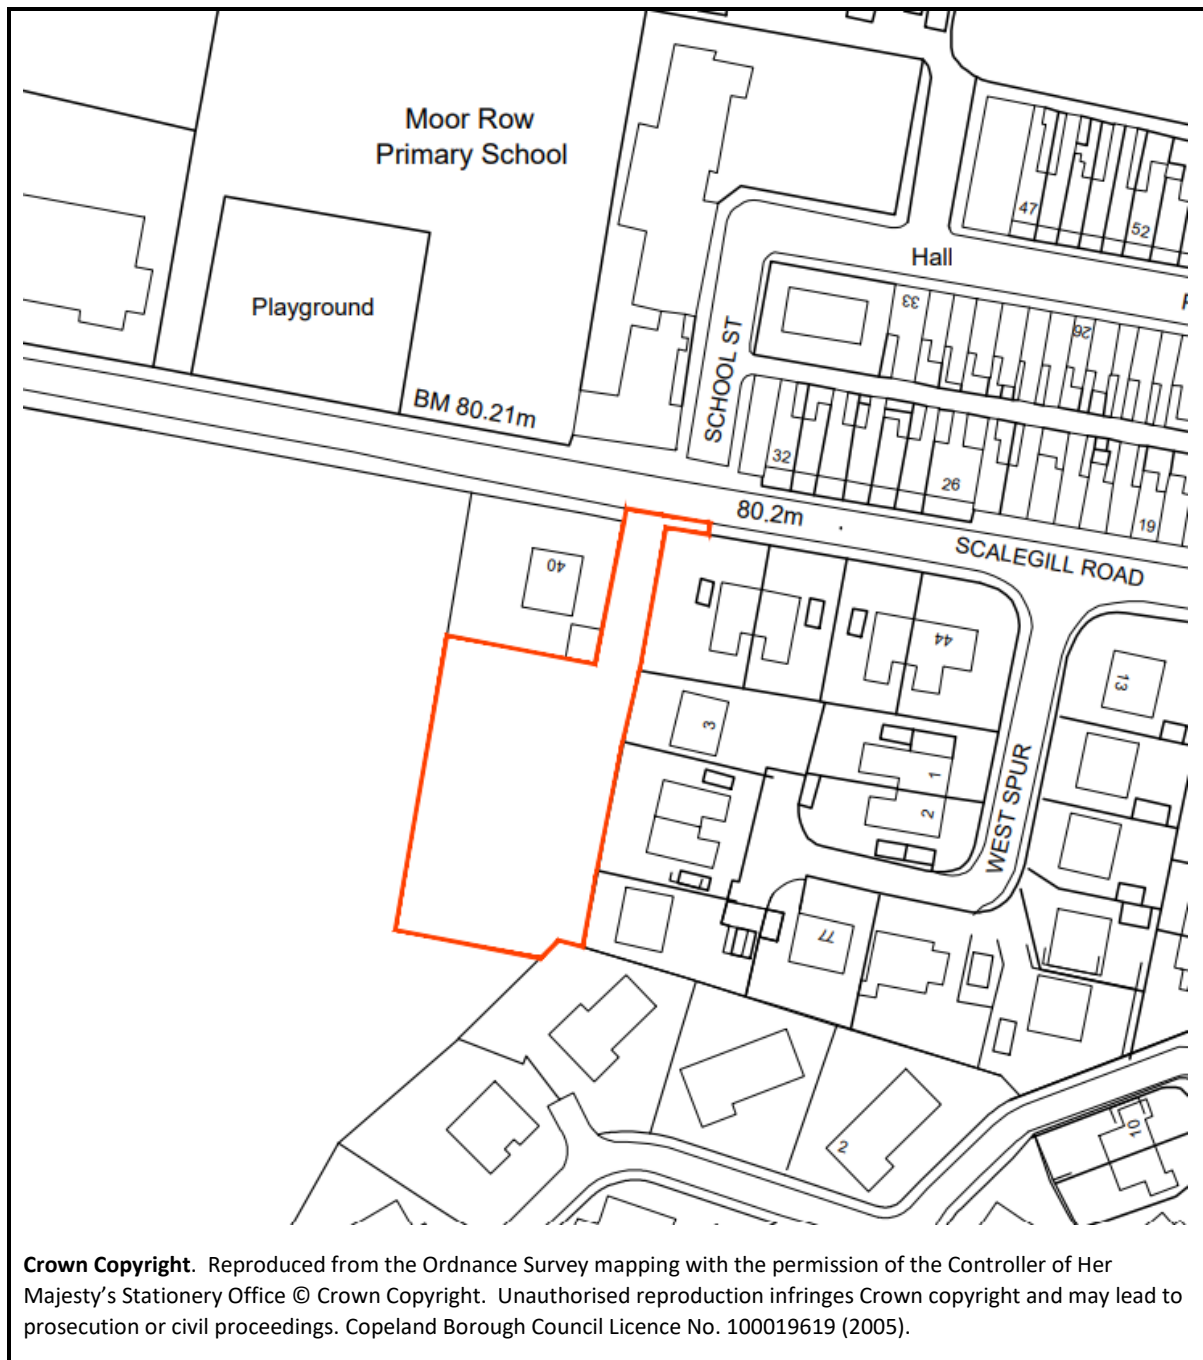 Moor Row
Primary School
47
52
Hall
Playground
33
26
SCHOOL ST
BM 80.21m
32
26
80.2m
19
SCALEGILL ROAD
40
44
13
3
1
2
WEST SPUR
77
2
10
Crown Copyright. Reproduced from the Ordnance Survey mapping with the permission of the Controller of Her
Majesty’s Stationery Office © Crown Copyright. Unauthorised reproduction infringes Crown copyright and may lead to
prosecution or civil proceedings. Copeland Borough Council Licence No. 100019619 (2005).